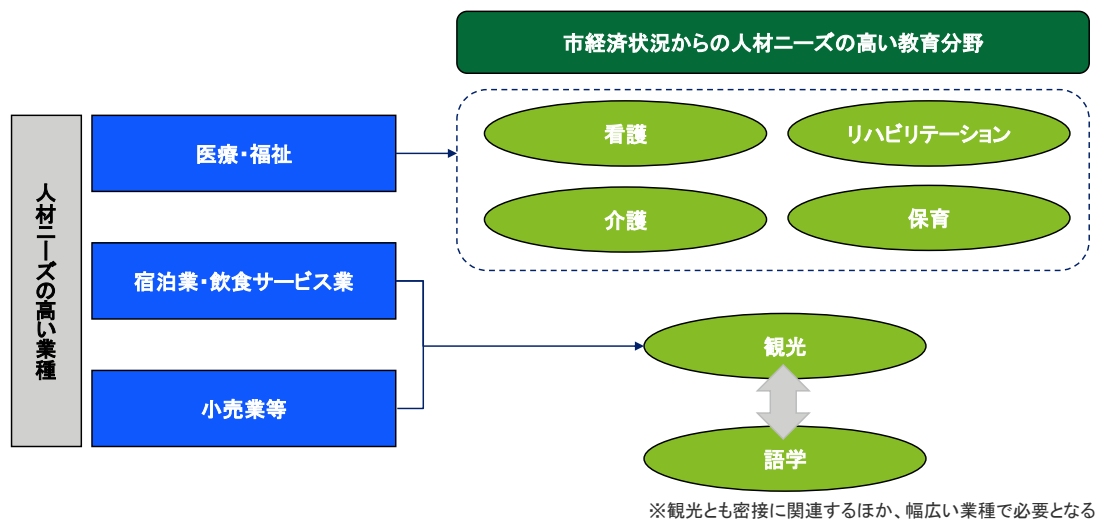 市経済状況からの人材ニーズの高い教育分野
人材ニーズの高い業種
医療・福祉
看護
リハビリテーション
介護
保育
宿泊業・飲食サービス業
小売業等
観光
語学
※観光とも密接に関連するほか、幅広い業種で必要となる